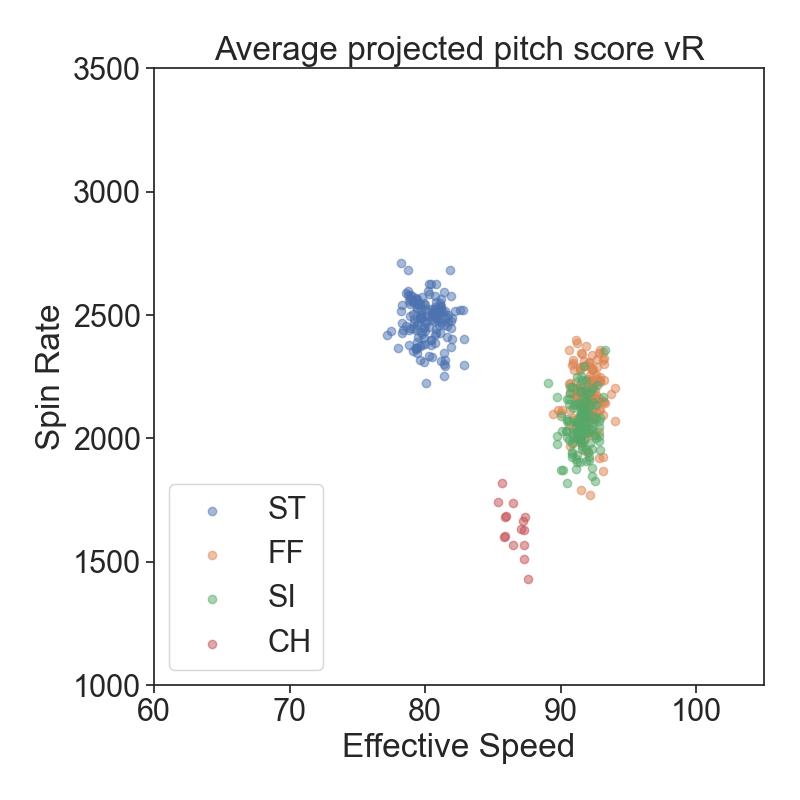 Average projected pitch score vR
3500
3000
2500
2000
1500
1000
Spin Rate
ST
FF
SI
CH
60 70 80 90 100
Effective Speed